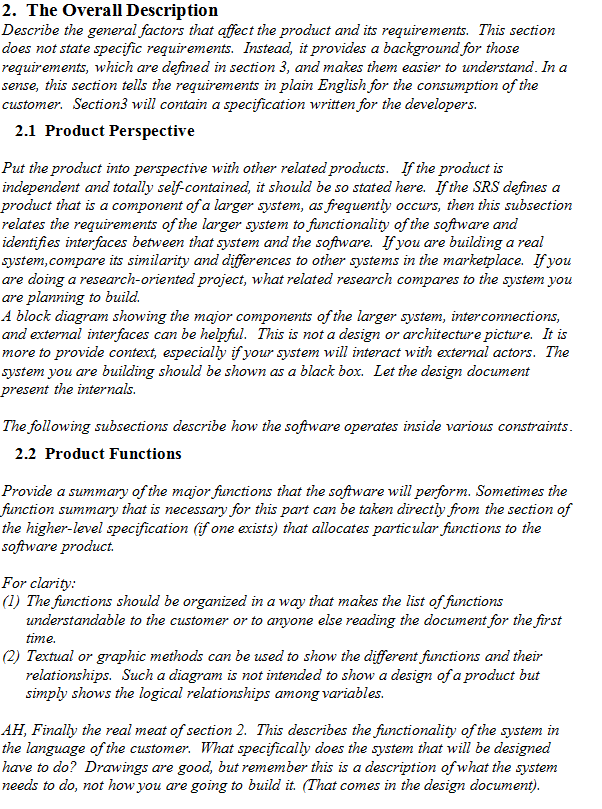 2. The Overall Description
Describe the general factors that affect the product and its requirements. This section
does not state specific requirements. Instead, it provides a background for those
requirements, which are defined in section 3, and makes them easier to understand. In a
sense, this section tells the requirements in plain English for the consumption of the
customer. Section3 will contain a specification written for the developers.
2.1 Product Perspective
Put the product into perspective with other related products. If the product is
independent and totally self-contained, it should be so stated here. If the SRS defines a
product that is a component of a larger system, as frequently occurs, then this subsection
relates the requirements of the larger system to functionality of the software and
identifies interfaces between that system and the software. If you are building a real
system,compare its similarity and differences to other systems in the marketplace. If you
are doing a research-oriented project, what related research compares to the system you
are planning to build.
A block diagram showing the major components of the larger system, interconnections,
and external interfaces can be helpful. This is not a design or architecture picture. It is
more to provide context, especially if your system will interact with external actors. The
system you are building should be shown as a black box. Let the design document
present the internals.
The following subsections describe how the software operates inside various constraints.
2.2 Product Functions
Provide a summary of the major functions that the software will perform. Sometimes the
function summary that is necessary for this part can be taken directly from the section of
the higher-level specification (if one exists) that allocates particular functions to the
software product.
For clarity:
(1) The functions should be organized in a way that makes the list of functions
understandable to the customer or to anyone else reading the document for the first
time.
(2) Textual or graphic methods can be used to show the different functions and their
relationships. Such a diagram is not intended to show a design of a product but
simply shows the logical relationships among variables.
AH, Finally the real meat of section 2. This describes the functionality of the system in
the language of the customer. What specifically does the system that will be designed
have to do? Drawings are good, but remember this is a description of what the system
needs to do, not how you are going to build it. (That comes in the design document).